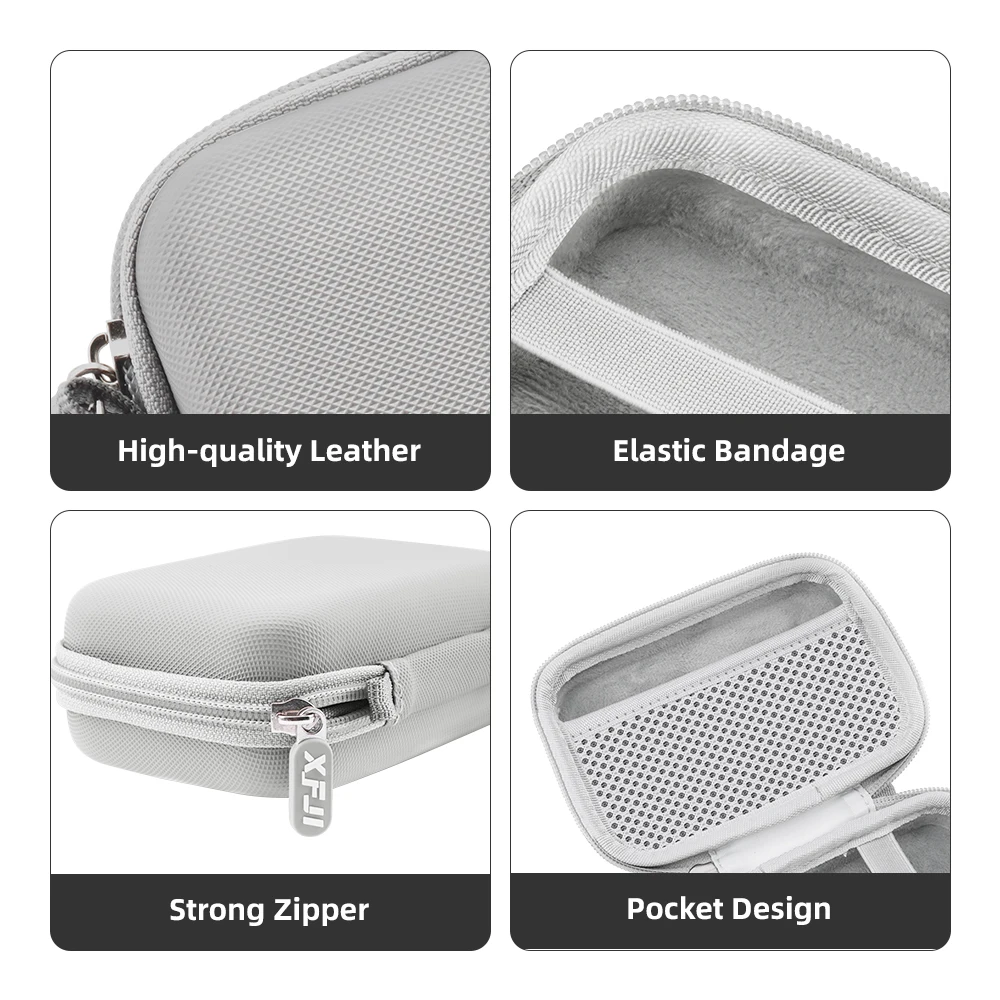 High-quality Leather
Elastic Bandage
XFJI
Strong Zipper
Pocket Design